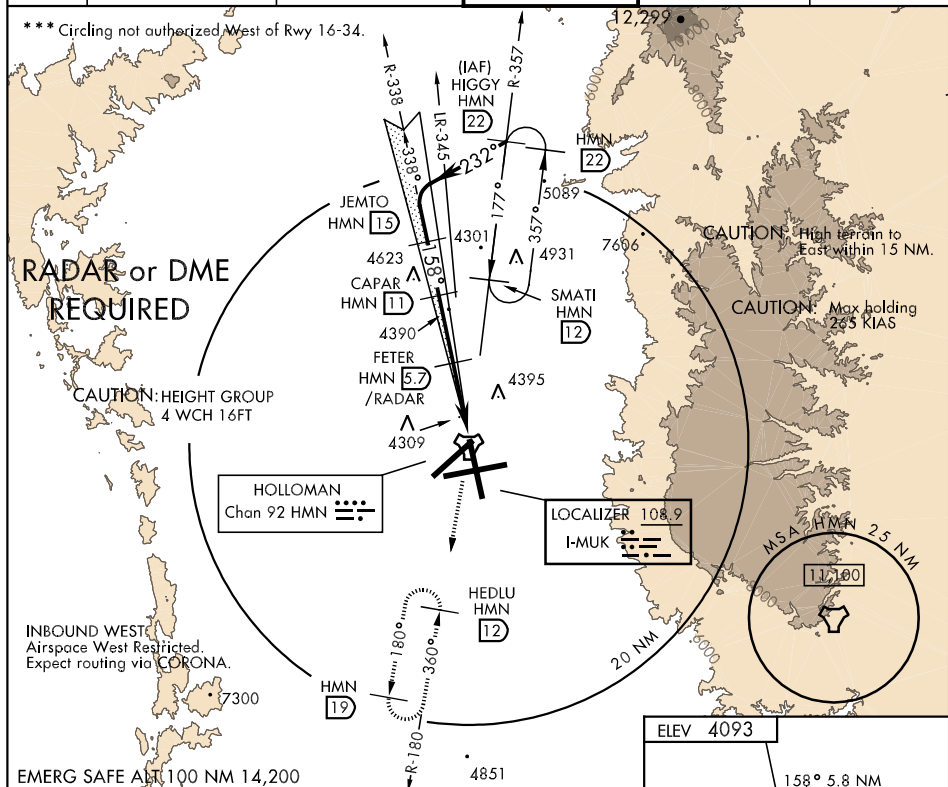 *** Circling not authorized West of Rwy 16-34.
12,299
10,000
6000
8000
R-338
LR-345
R-357
(IAF)
HIGGY
HMN
22
HMN
22
338°
232°
177°
357°
5089
JEMTO
HMN 15
4301
7606
CAUTION: High terrain to
East within 15 NM.
4623
158°
4931
RADAR or DME
REQUIRED
CAPAR
HMN 11
SMATI
HMN
12
CAUTION: Max holding
265 KIAS
4390
FETER
HMN 5.7
/RADAR
4395
CAUTION: HEIGHT GROUP
4 WCH 16FT
4309
HOLLOMAN
Chan 92 HMN
LOCALIZER 108.9
I-MUK
MSA HMN 25 NM
11,100
8000
HEDLU
HMN
12
180°
360°
INBOUND WEST:
Airspace West Restricted.
Expect routing via CORONA.
20 NM
6000
HMN
19
7300
R-180
ELEV 4093
4851
EMERG SAFE ALT 100 NM 14,200
158° 5.8 NM